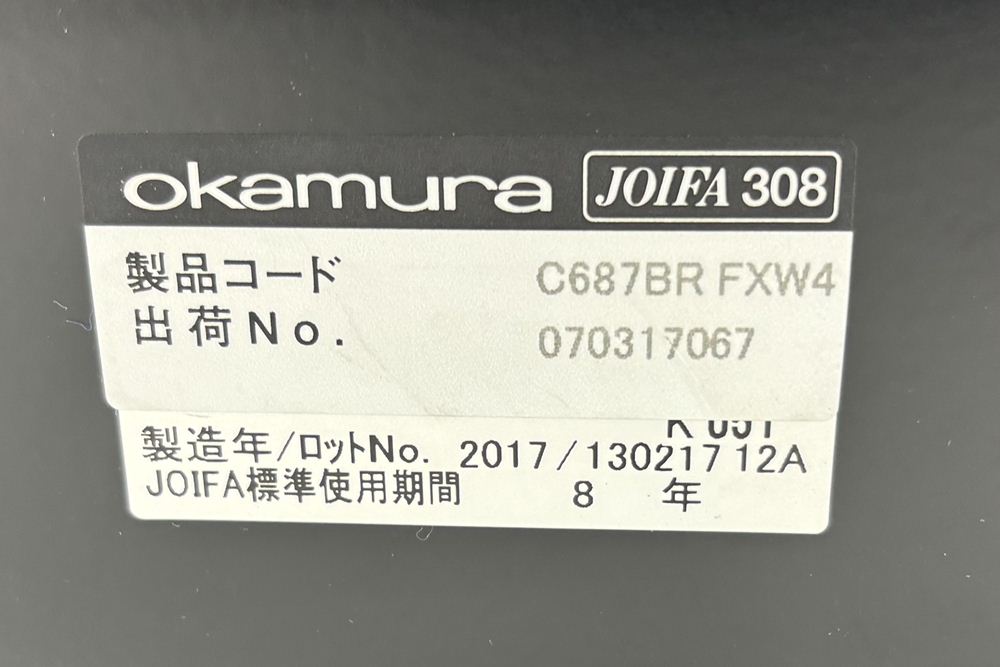 okamura JOIFA 308
製品コード C687BR FXW4
出荷No. 070317067
製造年/ロットNo. 2017/13021712A
JOIFA標準使用期間 8 年